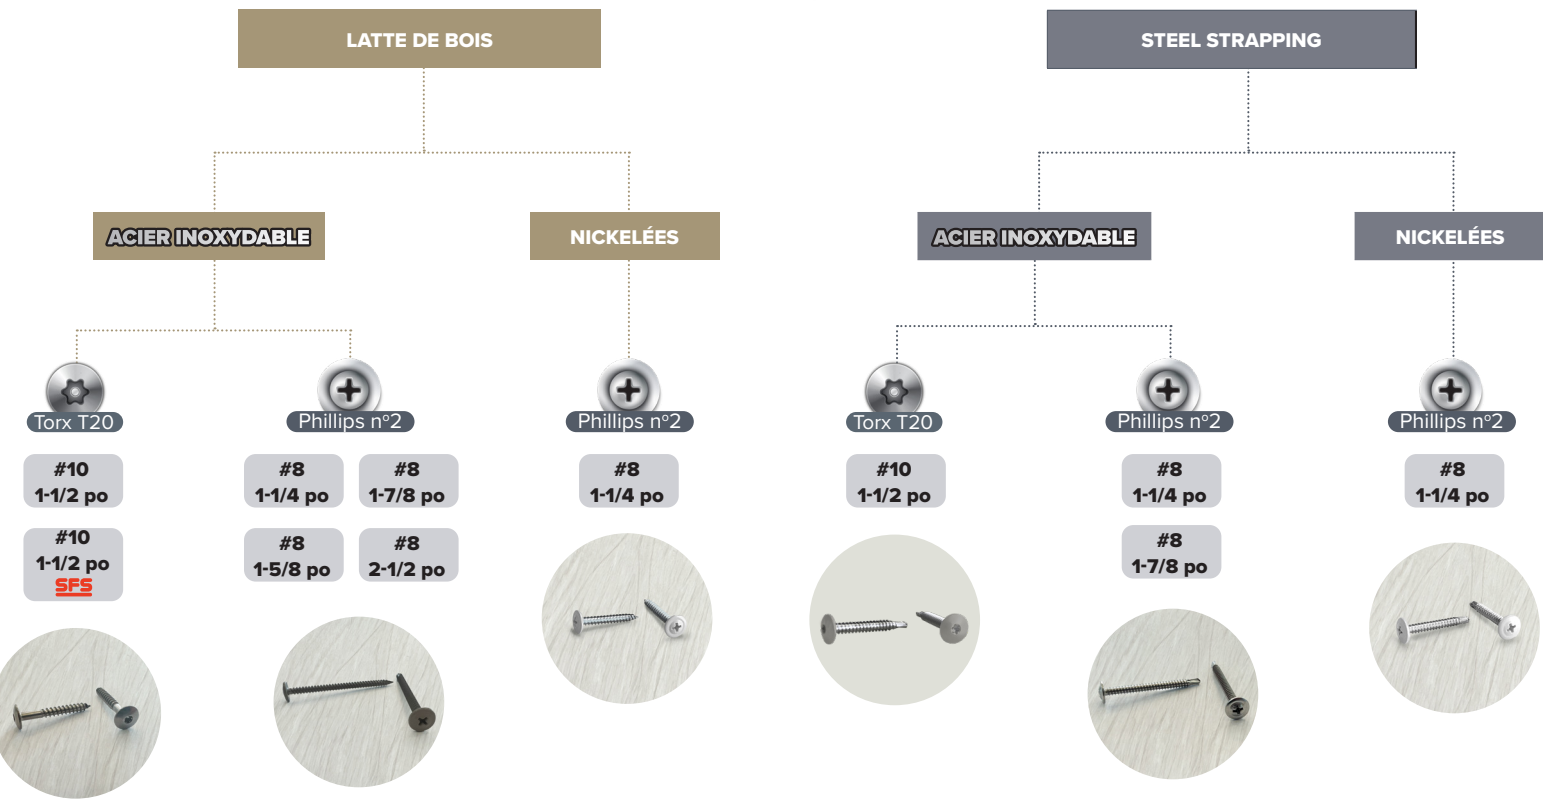 LATTE DE BOIS
STEEL STRAPPING
ACIER INOXYDABLE
NICKELÉES
ACIER INOXYDABLE
NICKELÉES
Torx T20
Phillips nº2
Phillips nº2
Torx T20
Phillips nº2
Phillips nº2
#10
1-1/2 po
#8
1-1/4 po
#8
1-7/8 po
#8
1-1/4 po
#10
1-1/2 po
#8
1-1/4 po
#8
1-1/4 po
#10
1-1/2 po
SFS
#8
1-5/8 po
#8
2-1/2 po
#8
1-7/8 po